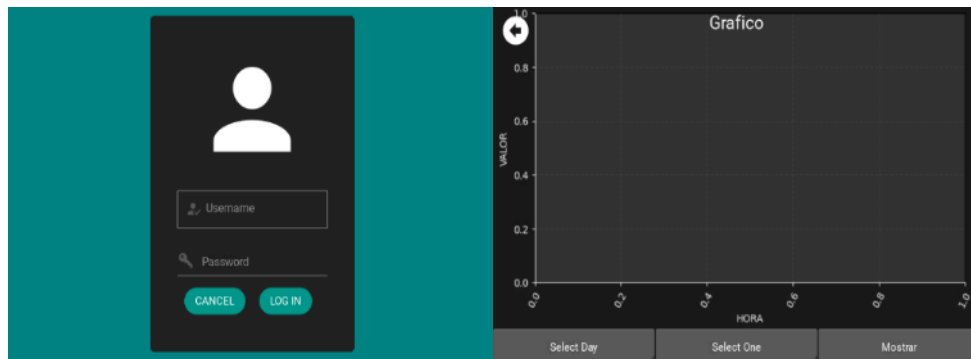 Username
Password
CANCEL LOG IN
Grafico
1.0
0.8
0.6
0.4
0.2
0.0
VALOR
0.0 0.2 0.4 0.6 0.8 1.0
HORA
Select Day Select One Mostrar